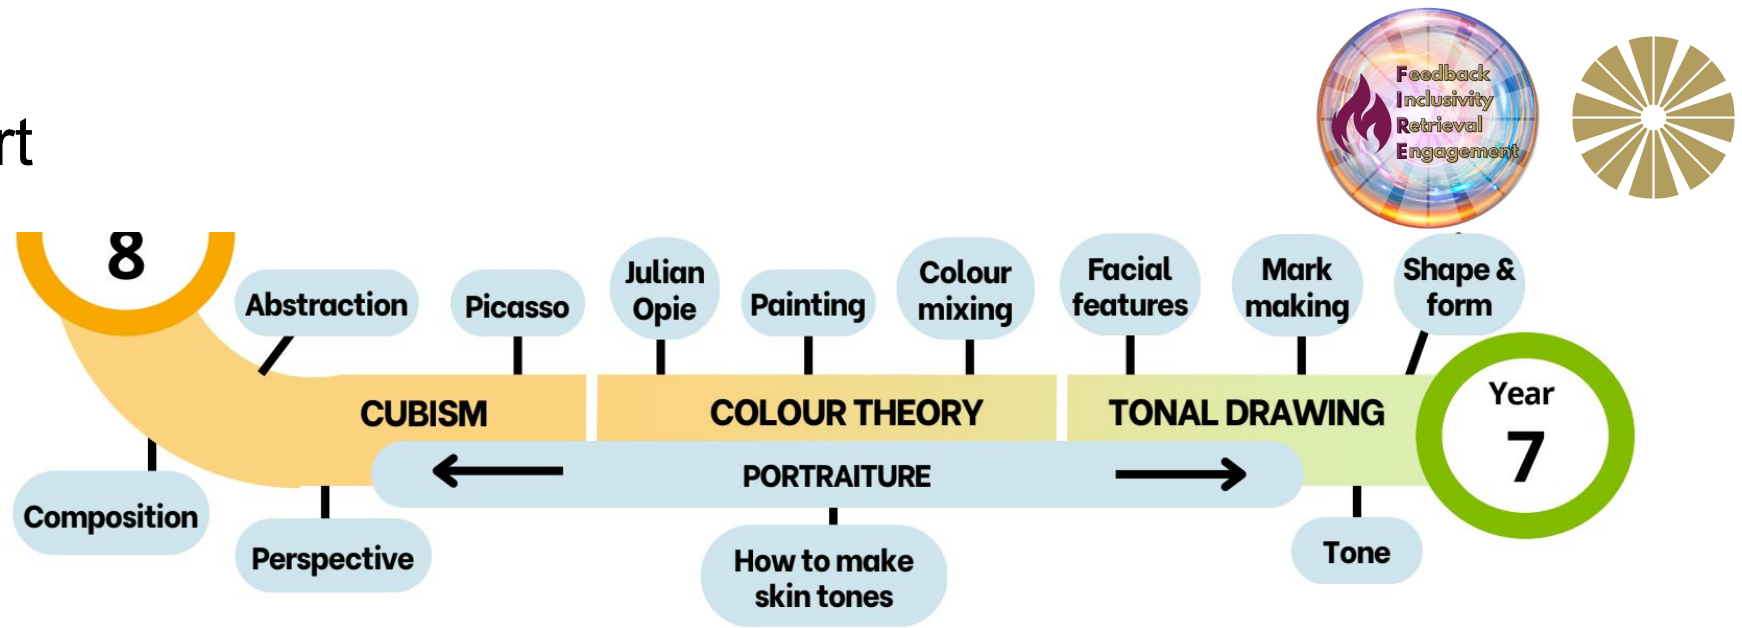 Feedback
Inclusivity
Retrieval
Engagement
rt
8
Abstraction
Picasso
Julian
Opie
Painting
Colour
mixing
Facial
features
Mark
making
Shape &
form
CUBISM
COLOUR THEORY
TONAL DRAWING
Year
7
PORTRAITURE
Composition
Perspective
How to make
skin tones
Tone